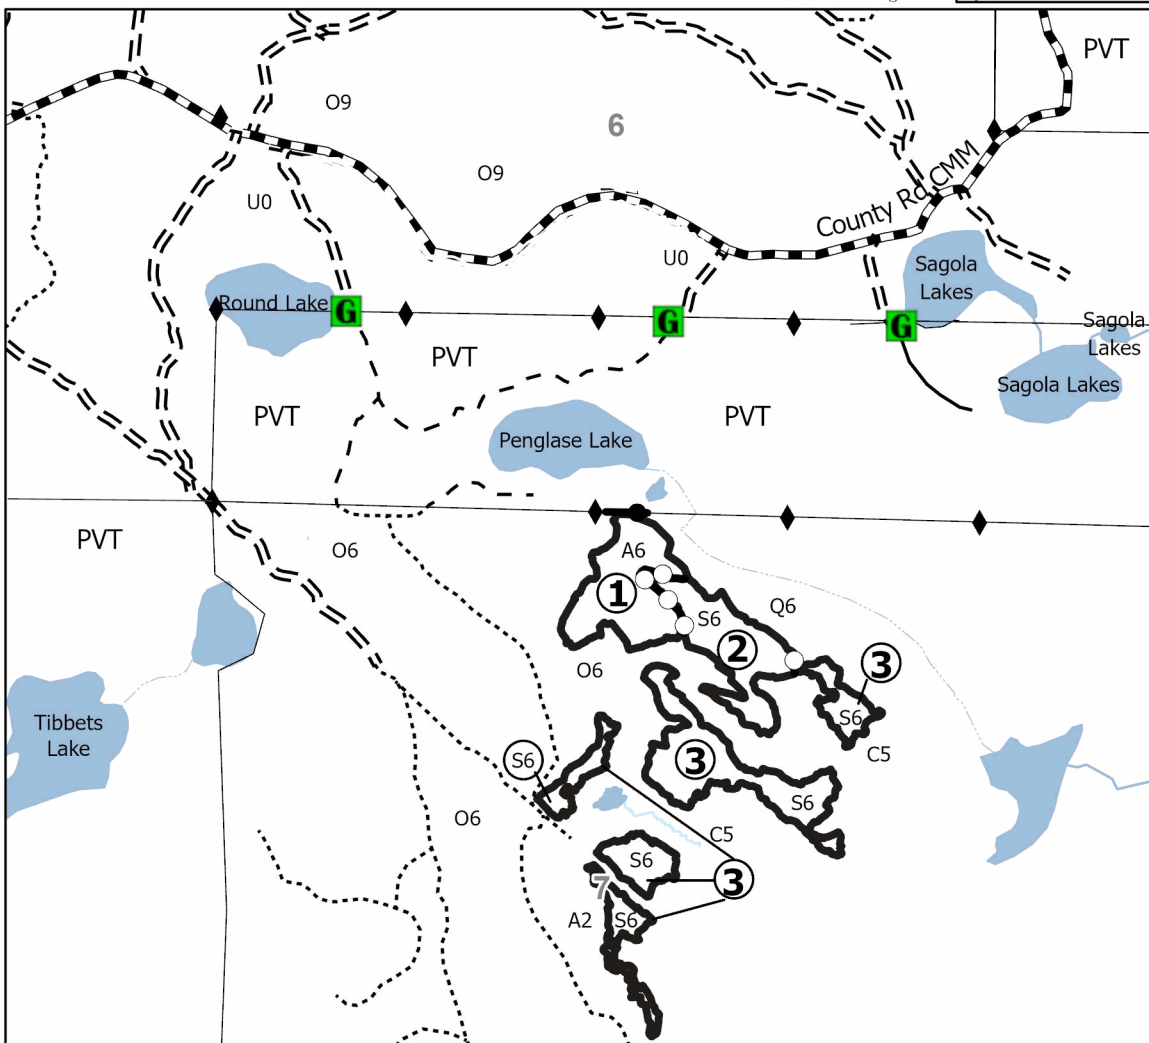 PVT
O9
6
O9
County Rd CMM
U0
U0
Sagola
Lakes
Round Lake
G
G
G
Sagola
Lakes
PVT
Sagola Lakes
PVT
PVT
Penglase Lake
PVT
O6
A6
1
S6
Q6
2
3
O6
S6
Tibbets
Lake
C5
S6
3
S6
O6
C5
S6
3
7
A2
S6